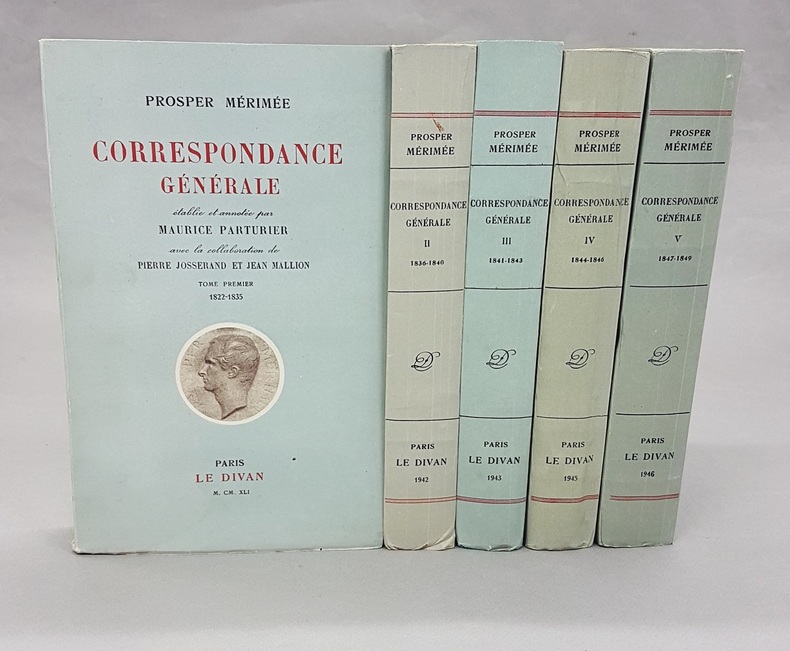 PROSPER MÉRIMÉE
CORRESPONDANCE
GÉNÉRALE
établie et annotée par
MAURICE PARTURIER
avec la collaboration de
PIERRE JOSSERAND ET JEAN MALLION
TOME PREMIER
1822-1835
PARIS
LE DIVAN
M. CM. XLI
PROSPER
MÉRIMÉE
CORRESPONDANCE
GÉNÉRALE
II
1836-1840
D
PARIS
LE DIVAN
1942
PROSPER
MÉRIMÉE
CORRESPONDANCE
GÉNÉRALE
III
1841-1843
D
PARIS
LE DIVAN
1943
PROSPER
MÉRIMÉE
CORRESPONDANCE
GÉNÉRALE
IV
1844-1846
D
PARIS
LE DIVAN
1945
PROSPER
MÉRIMÉE
CORRESPONDANCE
GÉNÉRALE
V
1847-1849
D
PARIS
LE DIVAN
1946